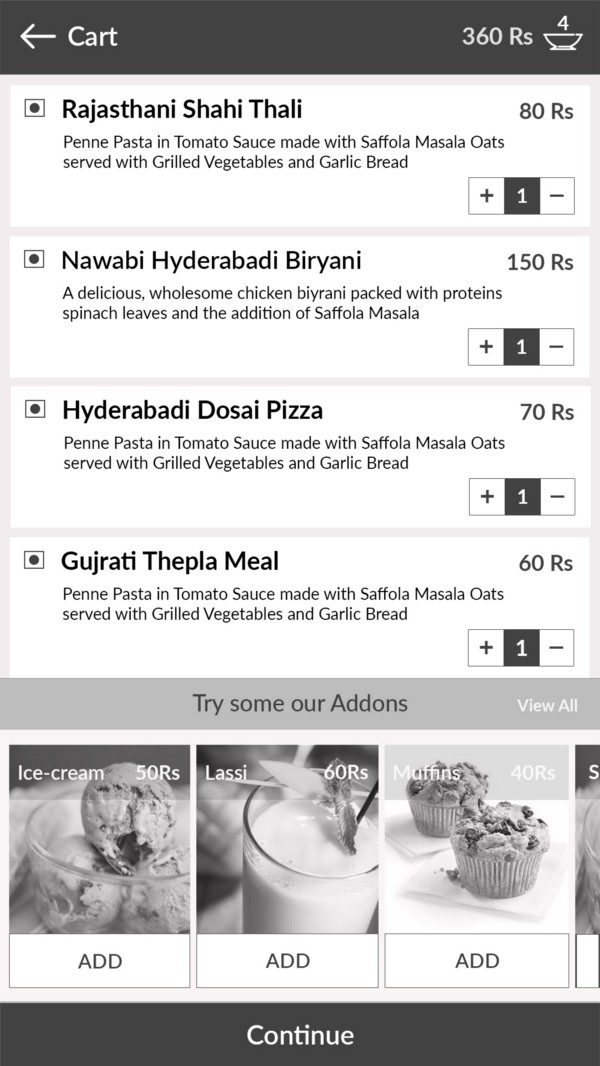 Cart
360 Rs
4
Rajasthani Shahi Thali
80 Rs
Penne Pasta in Tomato Sauce made with Saffola Masala Oats
served with Grilled Vegetables and Garlic Bread
+ 1 −
Nawabi Hyderabadi Biryani
150 Rs
A delicious, wholesome chicken biyrani packed with proteins
spinach leaves and the addition of Saffola Masala
+ 1 −
Hyderabadi Dosai Pizza
70 Rs
Penne Pasta in Tomato Sauce made with Saffola Masala Oats
served with Grilled Vegetables and Garlic Bread
+ 1 −
Gujrati Thepla Meal
60 Rs
Penne Pasta in Tomato Sauce made with Saffola Masala Oats
served with Grilled Vegetables and Garlic Bread
+ 1 −
Try some our Addons
View All
Ice-cream 50Rs
Lassi 60Rs
Muffins 40Rs
S
ADD
ADD
ADD
Continue